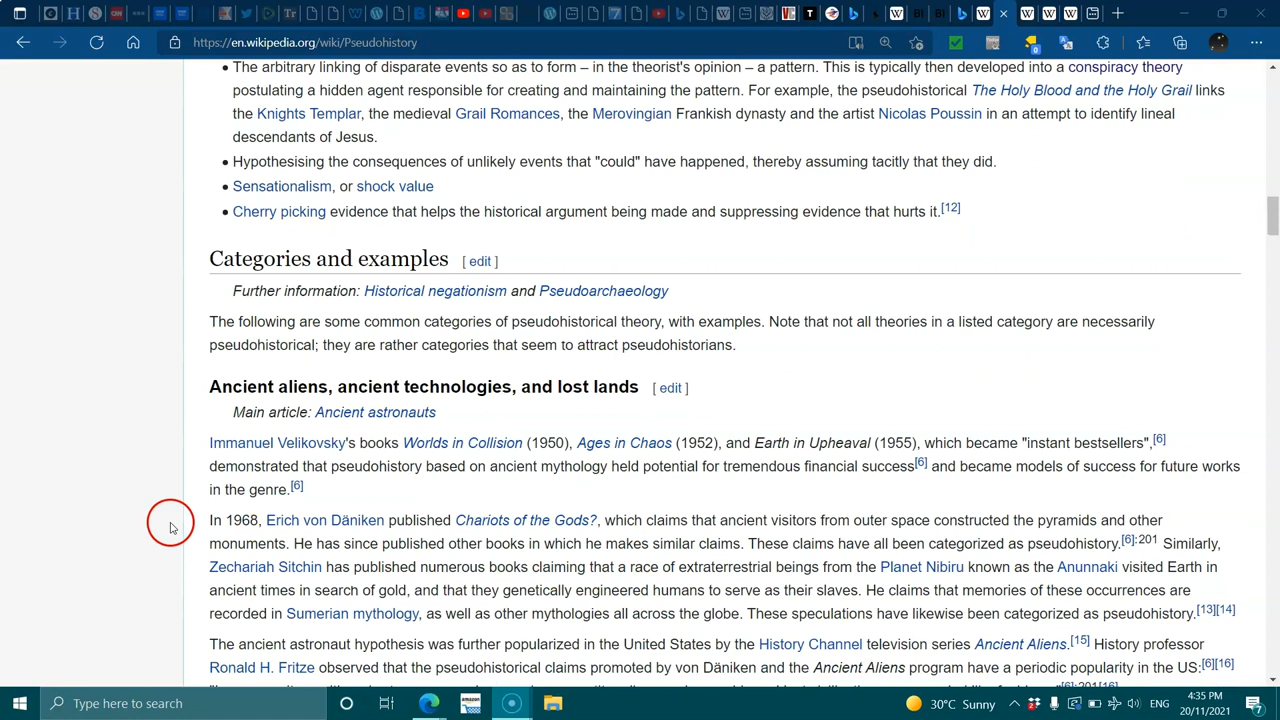 https://en.wikipedia.org/wiki/Pseudohistory
The arbitrary linking of disparate events so as to form – in the theorist's opinion – a pattern. This is typically then developed into a conspiracy theory
postulating a hidden agent responsible for creating and maintaining the pattern. For example, the pseudohistorical The Holy Blood and the Holy Grail links
the Knights Templar, the medieval Grail Romances, the Merovingian Frankish dynasty and the artist Nicolas Poussin in an attempt to identify lineal
descendants of Jesus.
Hypothesising the consequences of unlikely events that "could" have happened, thereby assuming tacitly that they did.
Sensationalism, or shock value
Cherry picking evidence that helps the historical argument being made and suppressing evidence that hurts it.[12]
Categories and examples [ edit ]
Further information: Historical negationism and Pseudoarchaeology
The following are some common categories of pseudohistorical theory, with examples. Note that not all theories in a listed category are necessarily
pseudohistorical; they are rather categories that seem to attract pseudohistorians.
Ancient aliens, ancient technologies, and lost lands [ edit ]
Main article: Ancient astronauts
Immanuel Velikovsky's books Worlds in Collision (1950), Ages in Chaos (1952), and Earth in Upheaval (1955), which became "instant bestsellers",[6]
demonstrated that pseudohistory based on ancient mythology held potential for tremendous financial success[6] and became models of success for future works
in the genre.[6]
In 1968, Erich von Däniken published Chariots of the Gods?, which claims that ancient visitors from outer space constructed the pyramids and other
monuments. He has since published other books in which he makes similar claims. These claims have all been categorized as pseudohistory.[6]:201 Similarly,
Zechariah Sitchin has published numerous books claiming that a race of extraterrestrial beings from the Planet Nibiru known as the Anunnaki visited Earth in
ancient times in search of gold, and that they genetically engineered humans to serve as their slaves. He claims that memories of these occurrences are
recorded in Sumerian mythology, as well as other mythologies all across the globe. These speculations have likewise been categorized as pseudohistory.[13][14]
The ancient astronaut hypothesis was further popularized in the United States by the History Channel television series Ancient Aliens.[15] History professor
Ronald H. Fritze observed that the pseudohistorical claims promoted by von Däniken and the Ancient Aliens program have a periodic popularity in the US:[6][16]
Type here to search
30°C Sunny
ENG
4:35 PM
20/11/2021